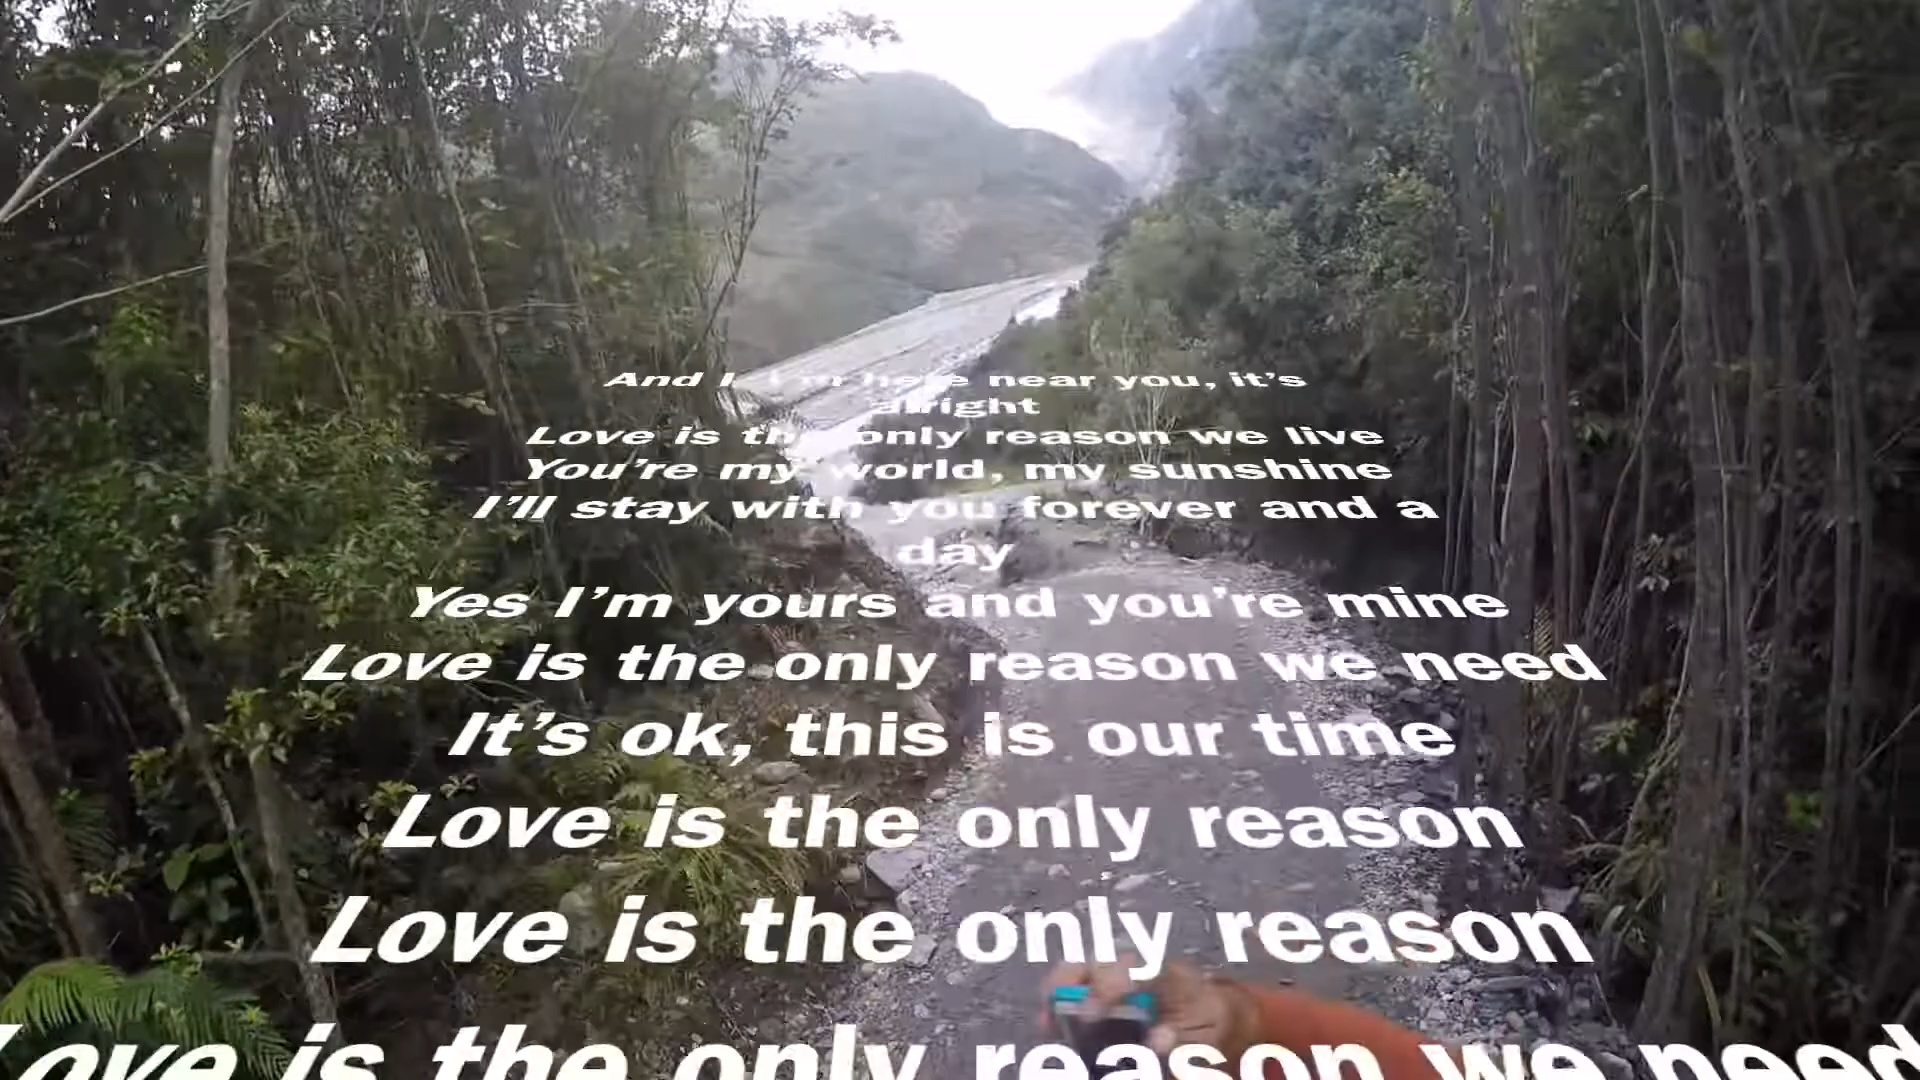 And I, I'm here near you, it's
alright
Love is the only reason we live
You're my world, my sunshine
I'll stay with you forever and a
day
Yes I'm yours and you're mine
Love is the only reason we need
It's ok, this is our time
Love is the only reason
Love is the only reason
Love is the only reason we need